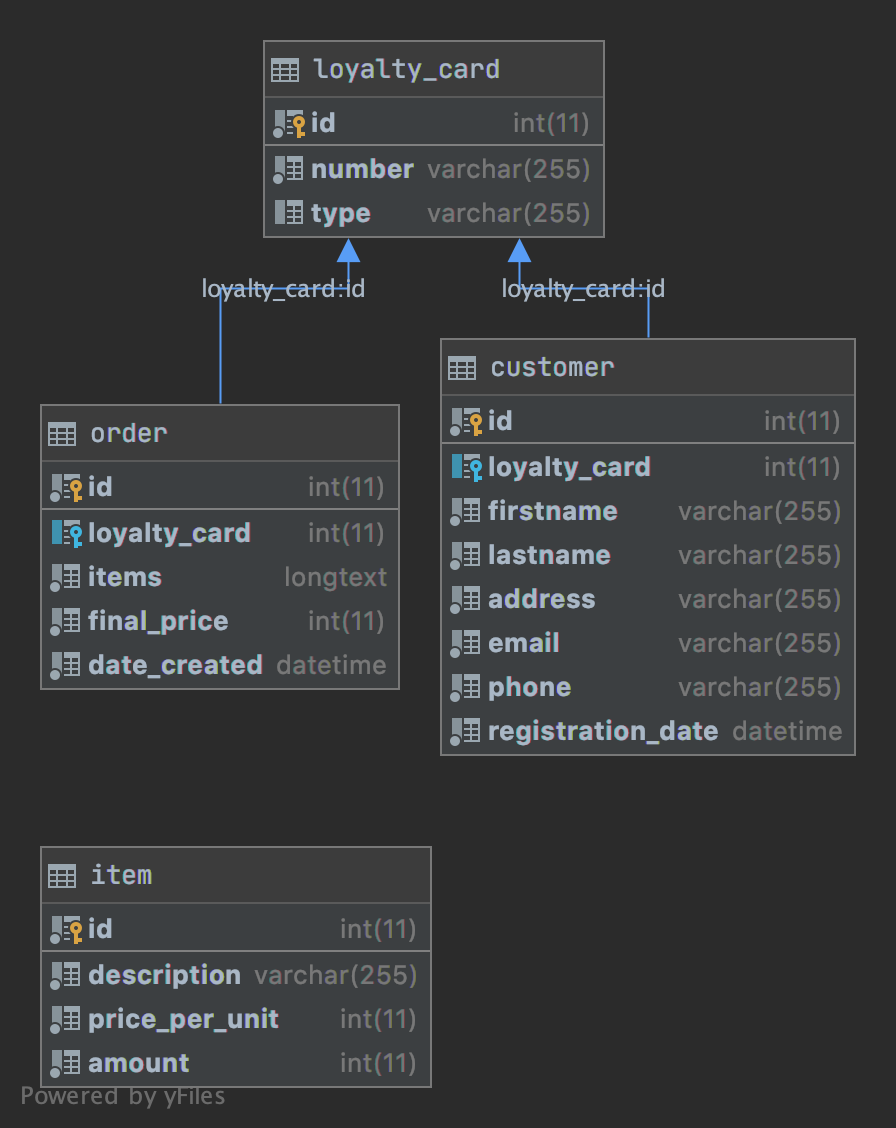 loyalty_card
id int(11)
number varchar(255)
type varchar(255)
loyalty_card:id
loyalty_card:id
customer
id int(11)
loyalty_card int(11)
firstname varchar(255)
lastname varchar(255)
address varchar(255)
email varchar(255)
phone varchar(255)
registration_date datetime
order
id int(11)
loyalty_card int(11)
items longtext
final_price int(11)
date_created datetime
item
id int(11)
description varchar(255)
price_per_unit int(11)
amount int(11)
Powered by yFiles